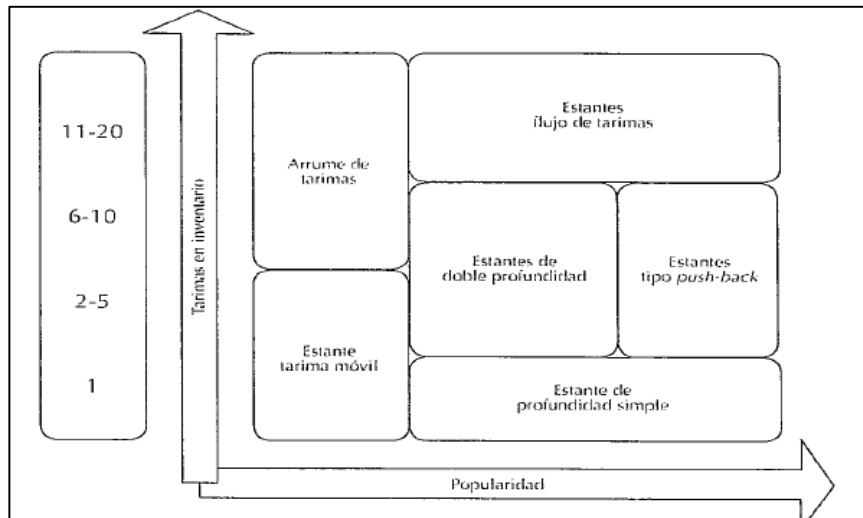 11-20
6-10
2-5
1
Tarimas en inventario
Arrume de
tarimas
Estantes
flujo de tarimas
Estantes de
doble profundidad
Estantes
tipo push-back
Estante
tarima móvil
Estante de
profundidad simple
Popularidad